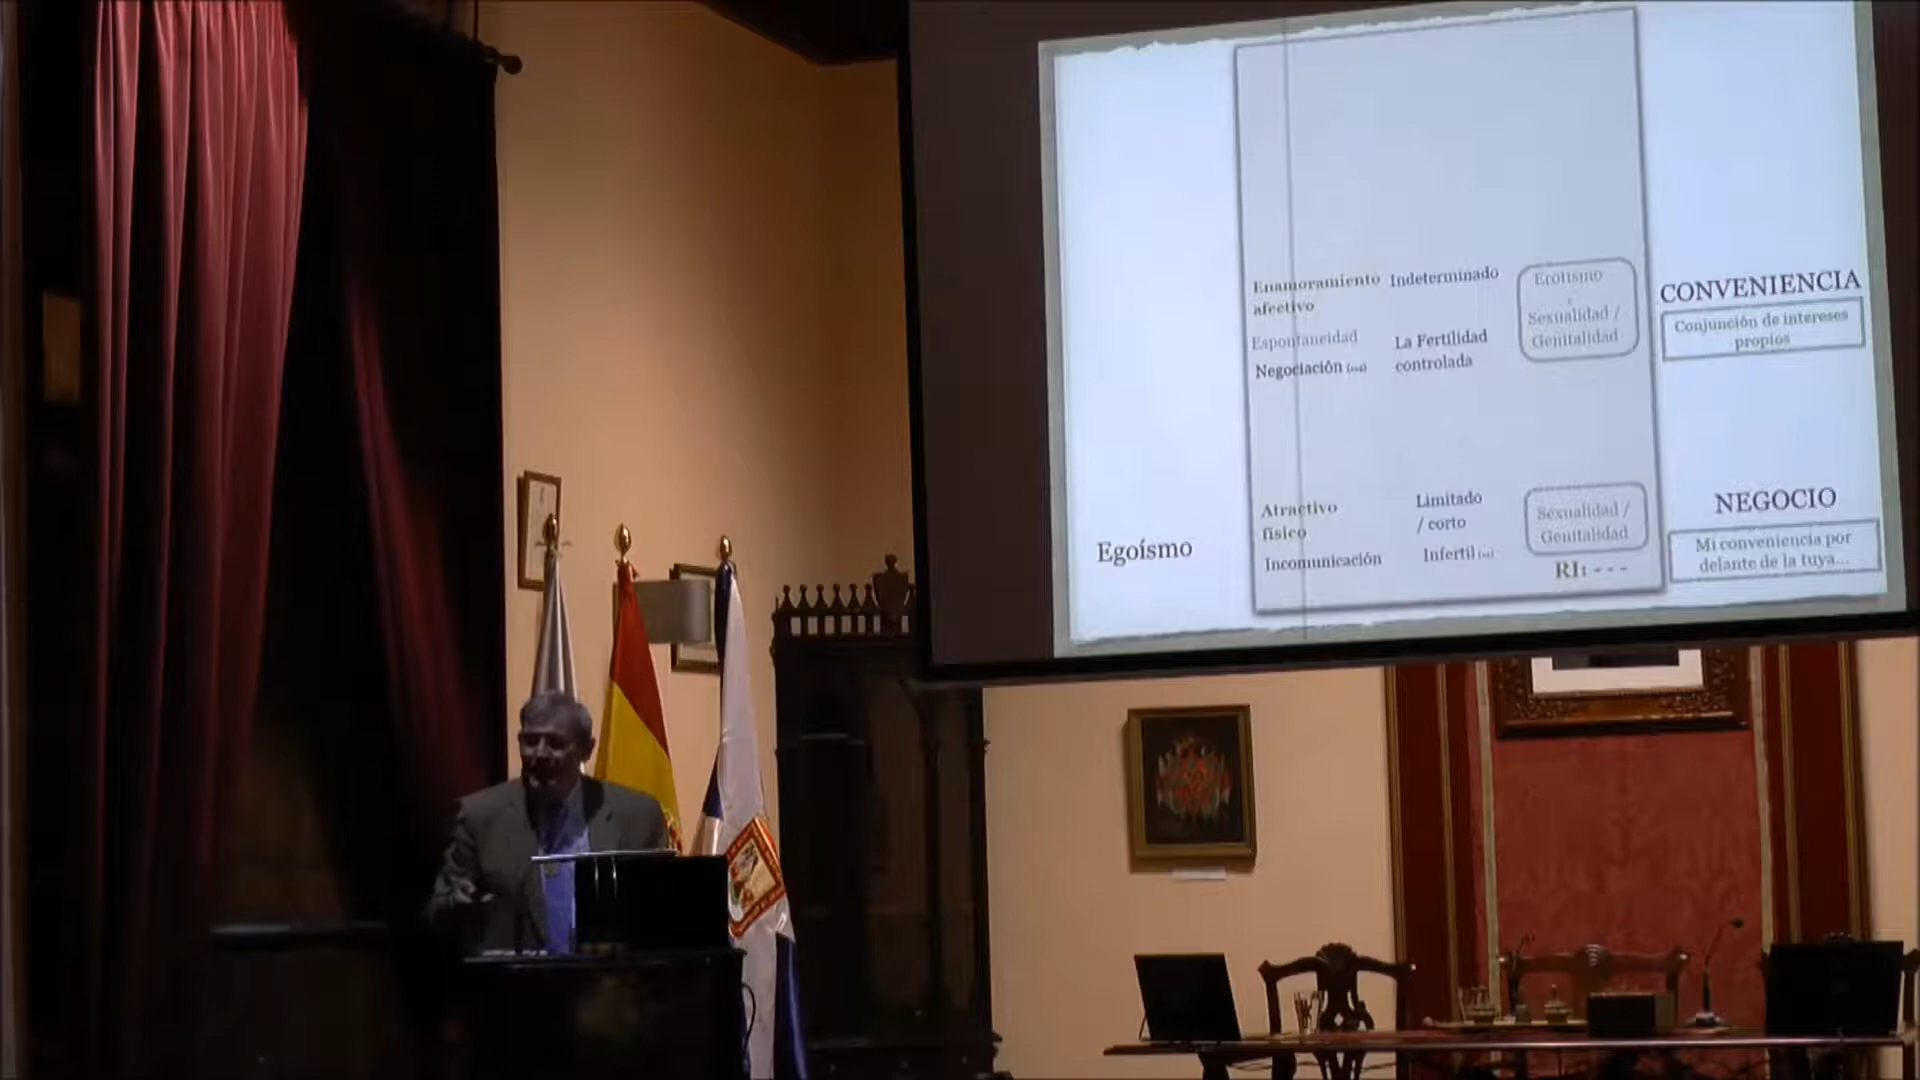 Enamoramiento
afectivo
Indeterminado
Erotismo
Sexualidad /
Genitalidad
CONVENIENCIA
Conjunción de intereses
propios
Espontaneidad
Negociación
La Fertilidad
controlada
Egoísmo
Atractivo
físico
Limitado
/ corto
Sexualidad /
Genitalidad
NEGOCIO
Mi conveniencia por
delante de la tuya...
Incomunicación
Infertil
RI: - - -